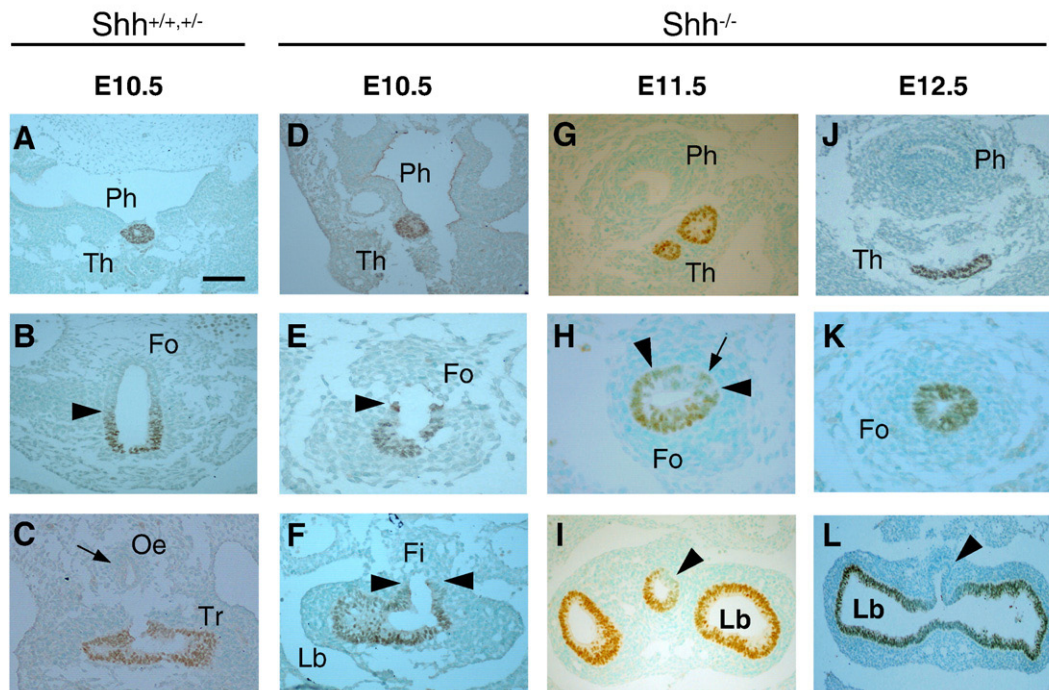 Shh+/+,+/- Shh-/-
E10.5 E10.5 E11.5 E12.5
A Ph Th
D Ph Th
G Ph Th
J Ph Th
B Fo
E Fo
H Fo
K Fo
C Oe Tr
F Fi Lb
I Lb
L Lb